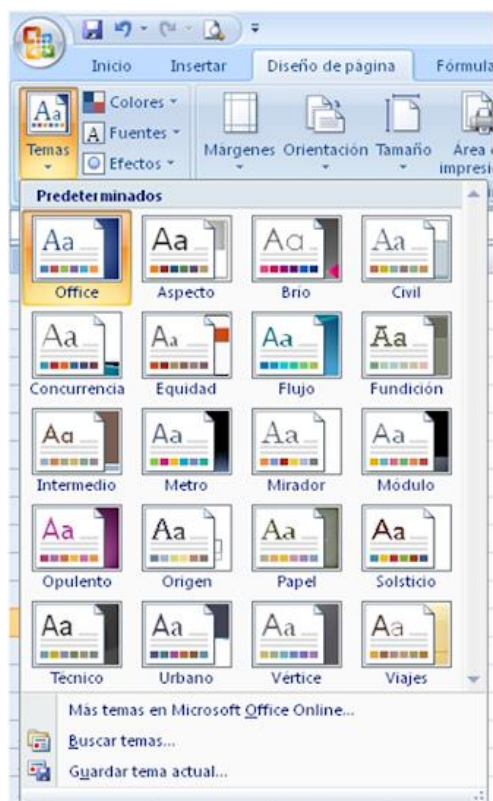 Inicio Insertar Diseño de página Fórmula
Aa Colores
A Fuentes
Temas Efectos Márgenes Orientación Tamaño Área
impresi
Predeterminados
Aa Aa Aa Aa
Office Aspecto Brío Civil
Aa Aa Aa Aa
Concurrencia Equidad Flujo Fundición
Aa Aa Aa Aa
Intermedio Metro Mirador Módulo
Aa Aa Aa Aa
Opulento Origen Papel Solsticio
Aa Aa Aa Aa
Técnico Urbano Vértice Viajes
Más temas en Microsoft Office Online...
Buscar temas...
Guardar tema actual...